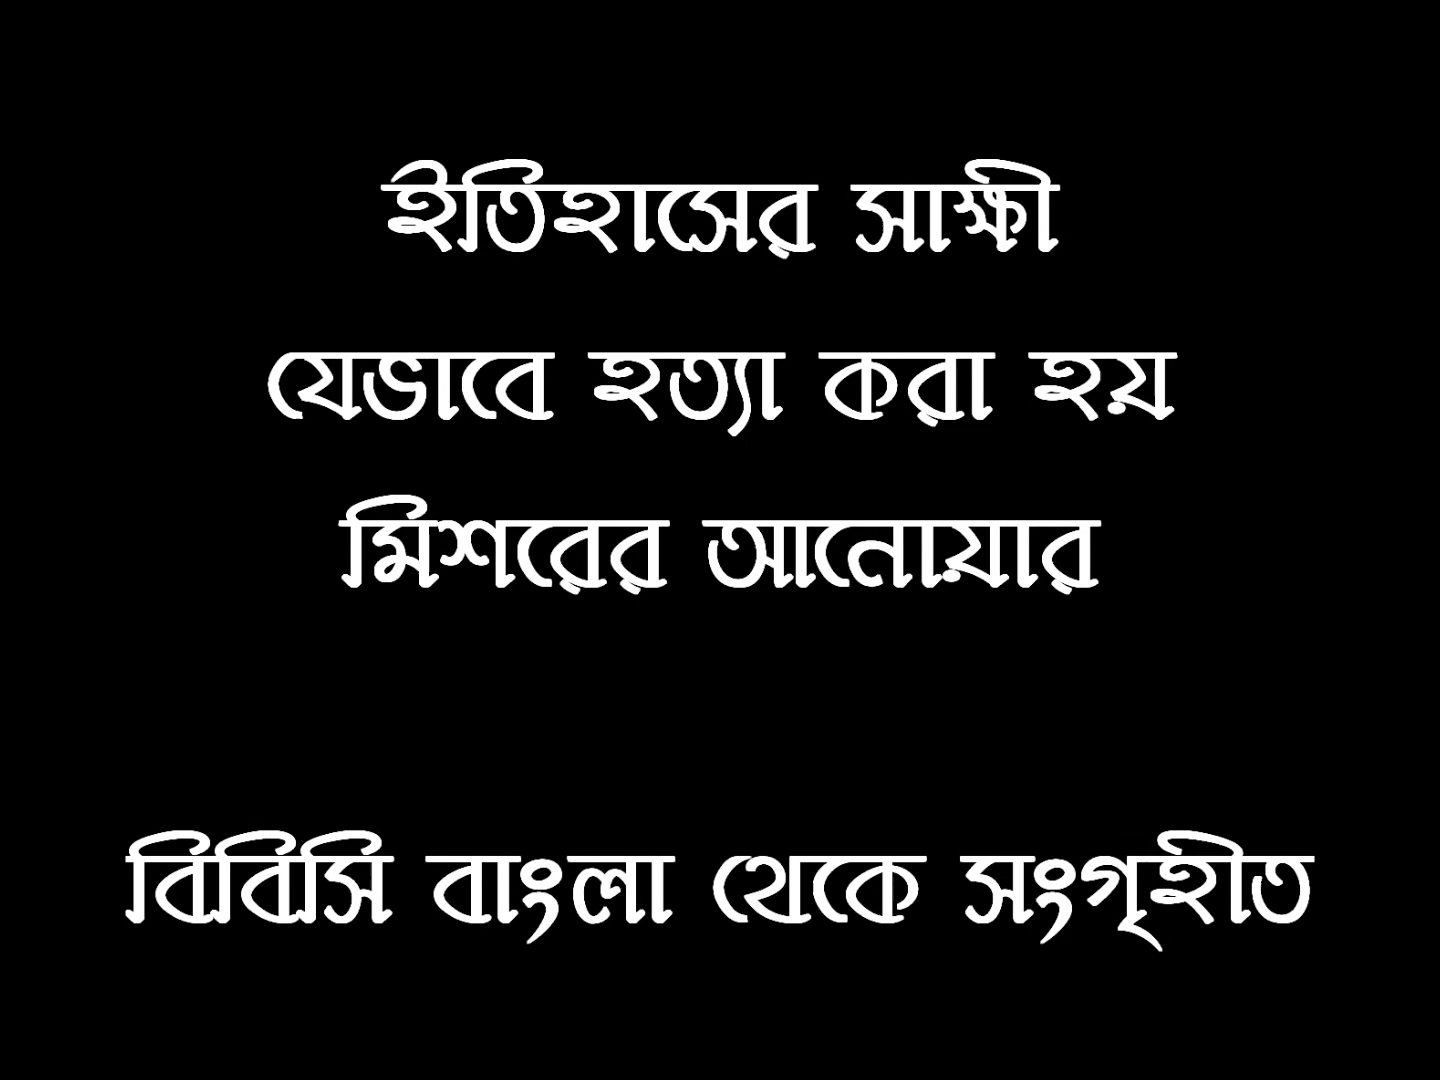 ইতিহাসের সাক্ষী
যেভাবে হত্যা করা হয়
মিশরের আনোয়ার
বিবিসি বাংলা থেকে সংগৃহীত